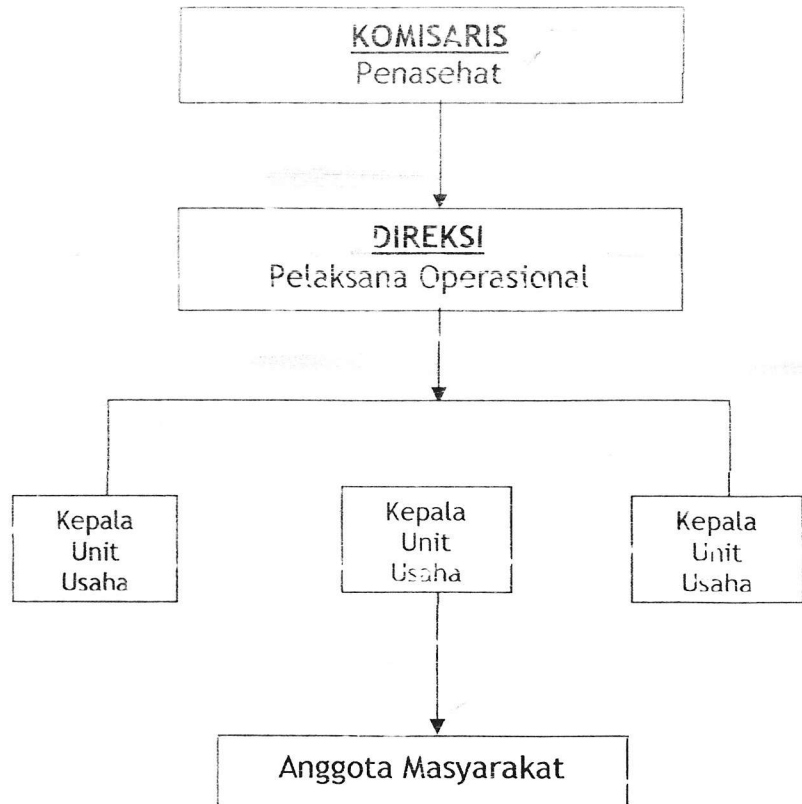 KOMISARIS
Penasehat
DIREKSI
Pelaksana Operasional
Kepala
Unit
Usaha
Kepala
Unit
Usaha
Kepala
Unit
Usaha
Anggota Masyarakat